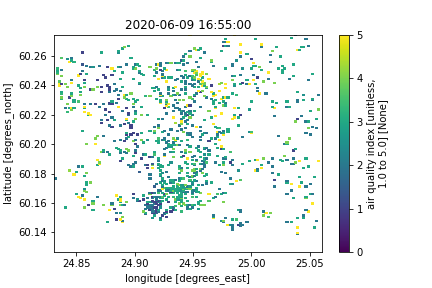 2020-06-09 16:55:00
60.26
60.24
60.22
60.20
60.18
60.16
60.14
latitude [degrees_north]
24.85 24.90 24.95 25.00 25.05
longitude [degrees_east]
5
4
3
2
1
0
air quality index [unitless,
1.0 to 5.0] [None]